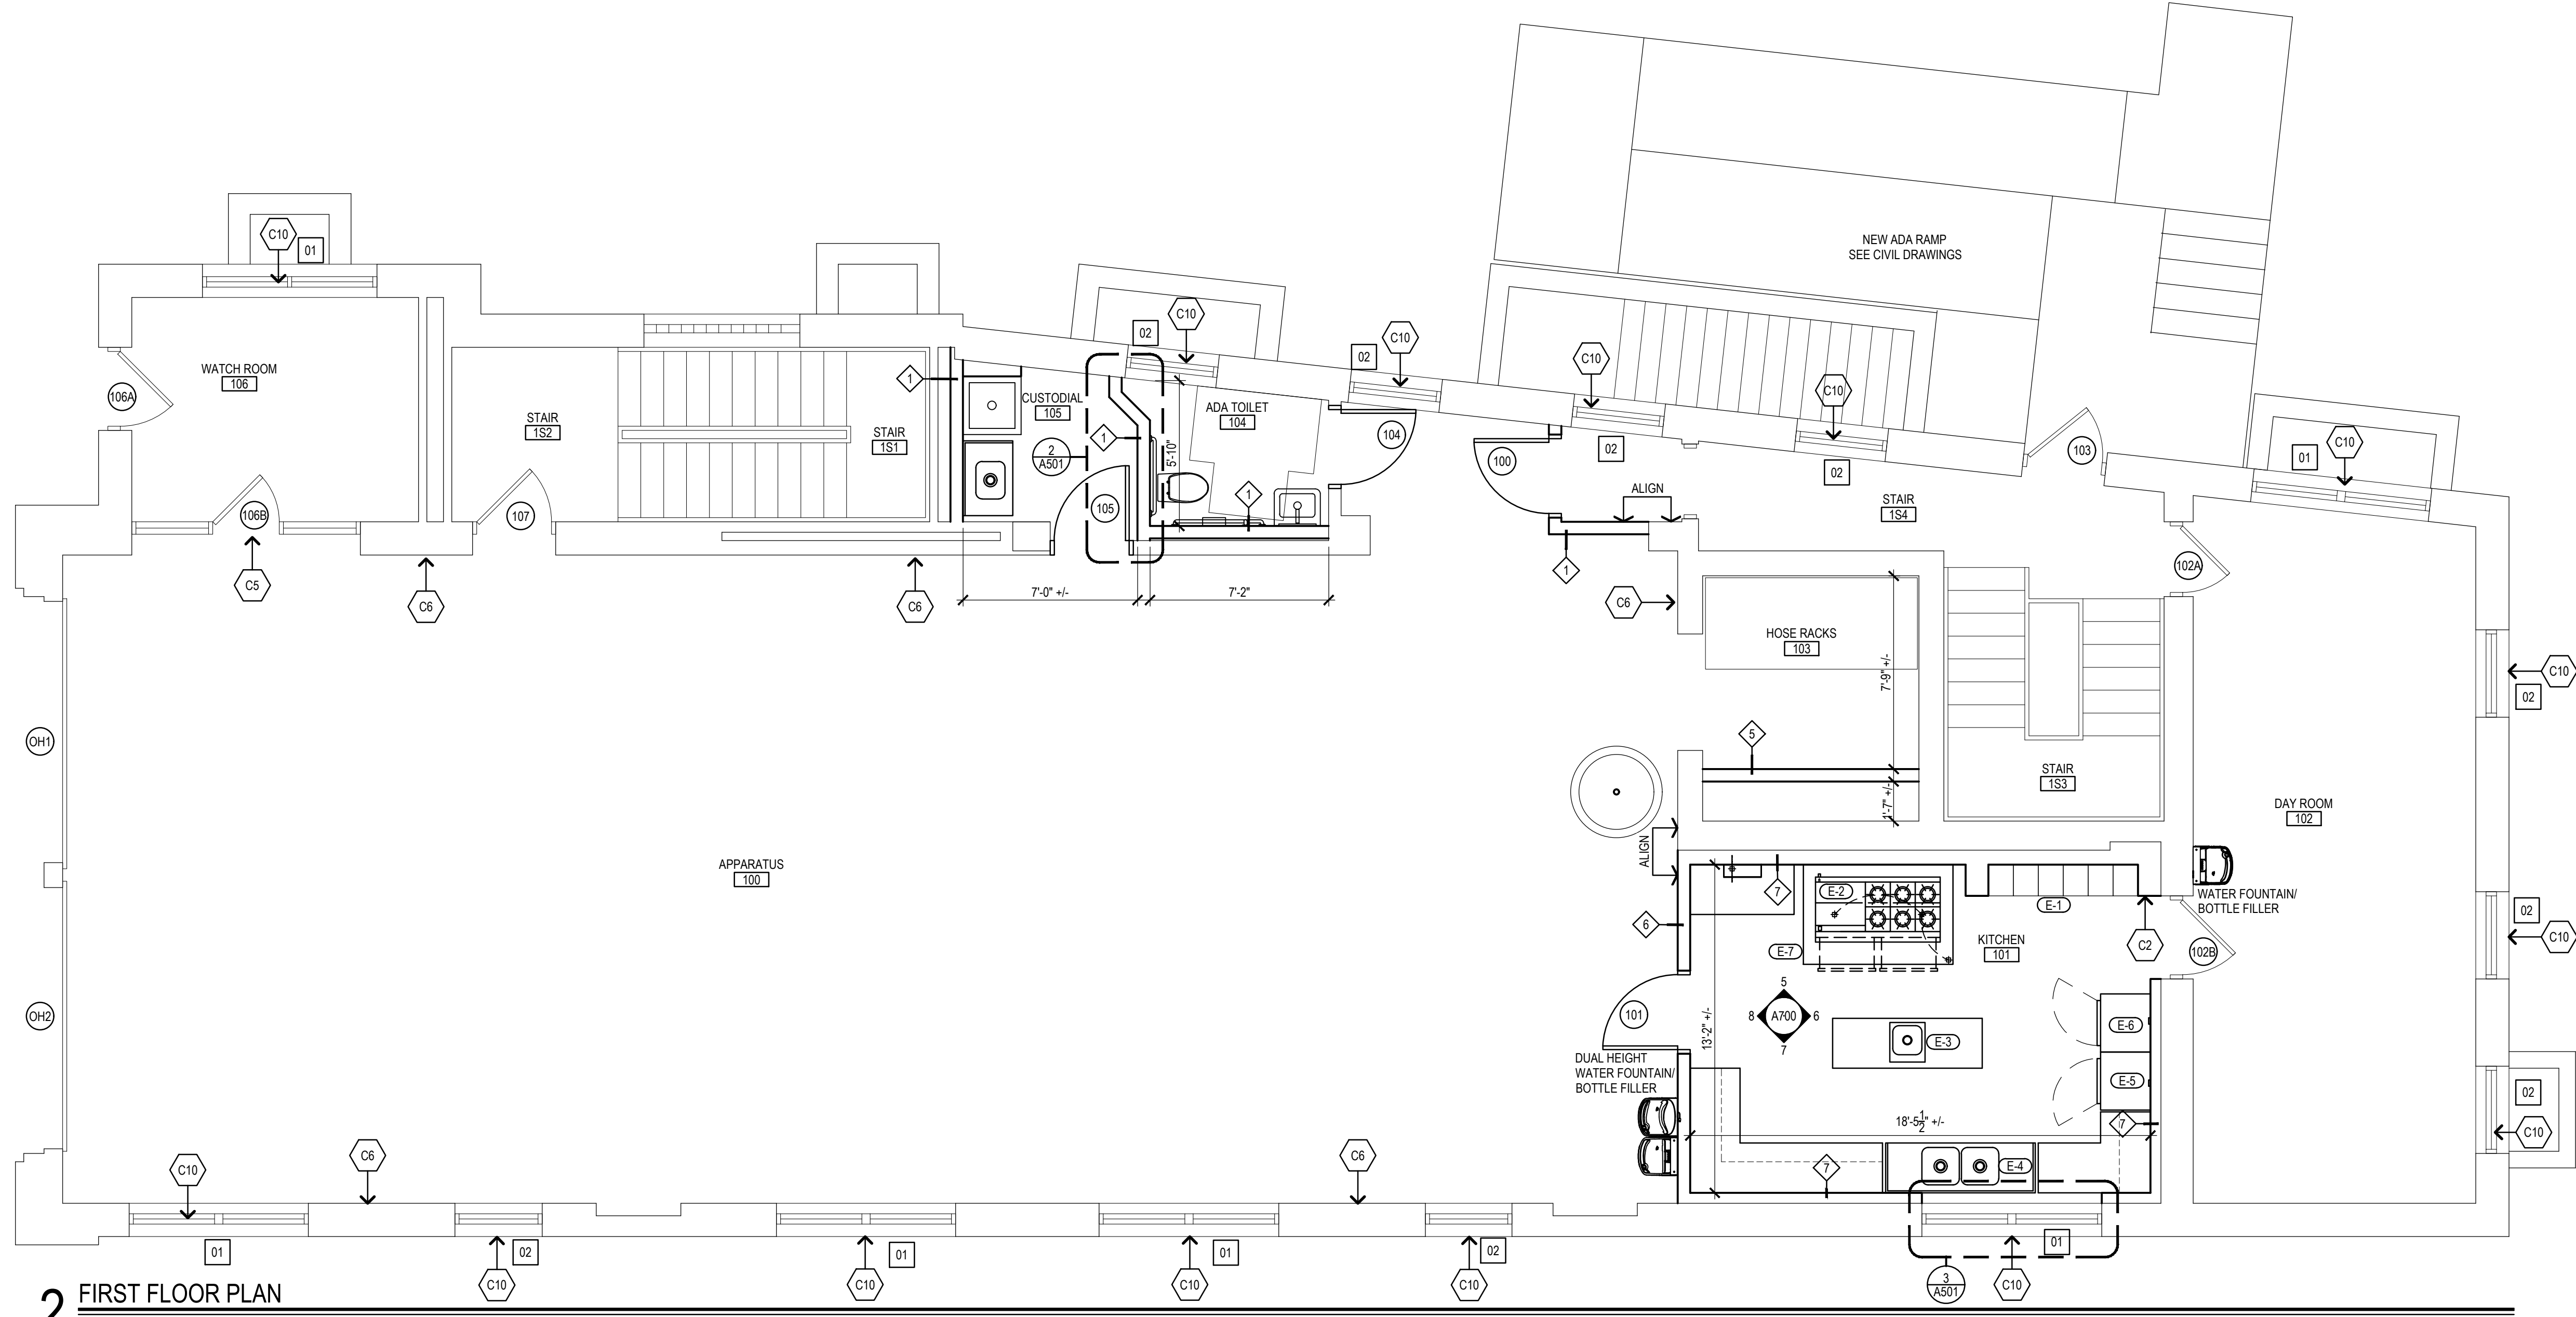 NEW ADA RAMP
SEE CIVIL DRAWINGS
C10
01
02
C10
02
C10
C10
C10
02
02
01
C10
WATCH ROOM
106
106A
106B
C5
STAIR
1S2
STAIR
1S1
107
1
CUSTODIAL
105
2
A501
1
105
ADA TOILET
104
5'-10"
1
104
100
ALIGN
1
STAIR
1S4
103
102A
C6
C6
7'-0" +/-
7'-2"
C6
HOSE RACKS
103
7'-9" +/-
5
1'-7" +/-
STAIR
1S3
C10
02
DAY ROOM
102
OH1
OH2
APPARATUS
100
ALIGN
6
7
E-2
E-7
E-1
KITCHEN
101
C2
102B
WATER FOUNTAIN/
BOTTLE FILLER
02
C10
101
13'-2" +/-
5
8
A700
6
7
E-3
E-6
E-5
DUAL HEIGHT
WATER FOUNTAIN/
BOTTLE FILLER
18'-5 1/2" +/-
7
7
E-4
02
C10
C10
C6
C6
01
02
01
01
02
01
C10
C10
C10
C10
3
A501
C10
2
FIRST FLOOR PLAN